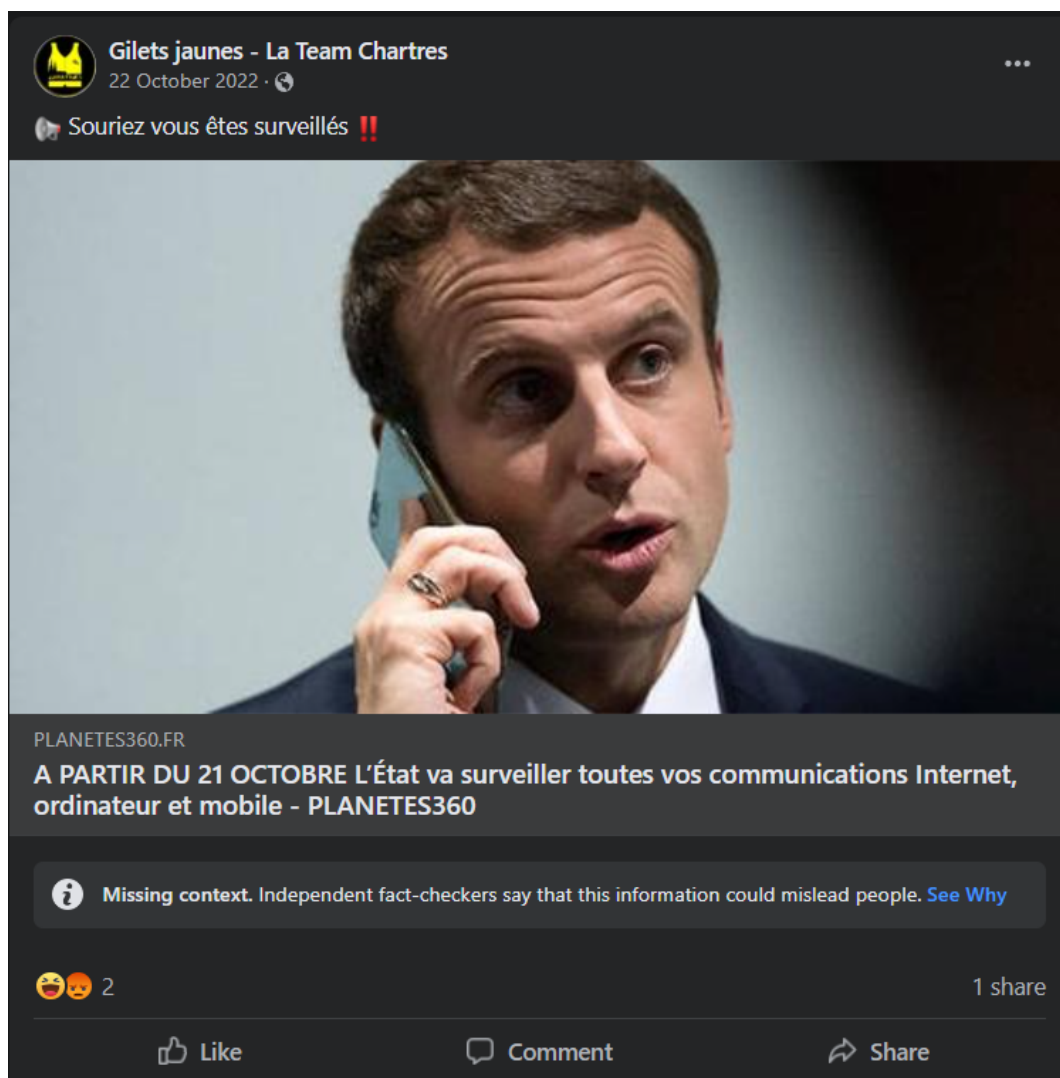 Gilets jaunes - La Team Chartres
22 October 2022 ·
Souriez vous êtes surveillés ‼
PLANETES360.FR
A PARTIR DU 21 OCTOBRE L’État va surveiller toutes vos communications Internet,
ordinateur et mobile - PLANETES360
Missing context. Independent fact-checkers say that this information could mislead people. See Why
2
1 share
Like
Comment
Share